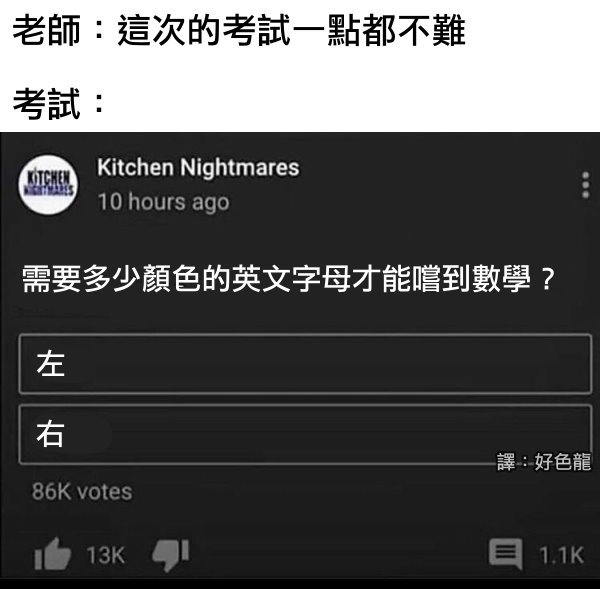 老師：這次的考試一點都不難
考試：
KITCHEN NIGHTMARES
Kitchen Nightmares
10 hours ago
需要多少顏色的英文字母才能嚐到數學？
左
右
譯：好色龍
86K votes
13K
1.1K